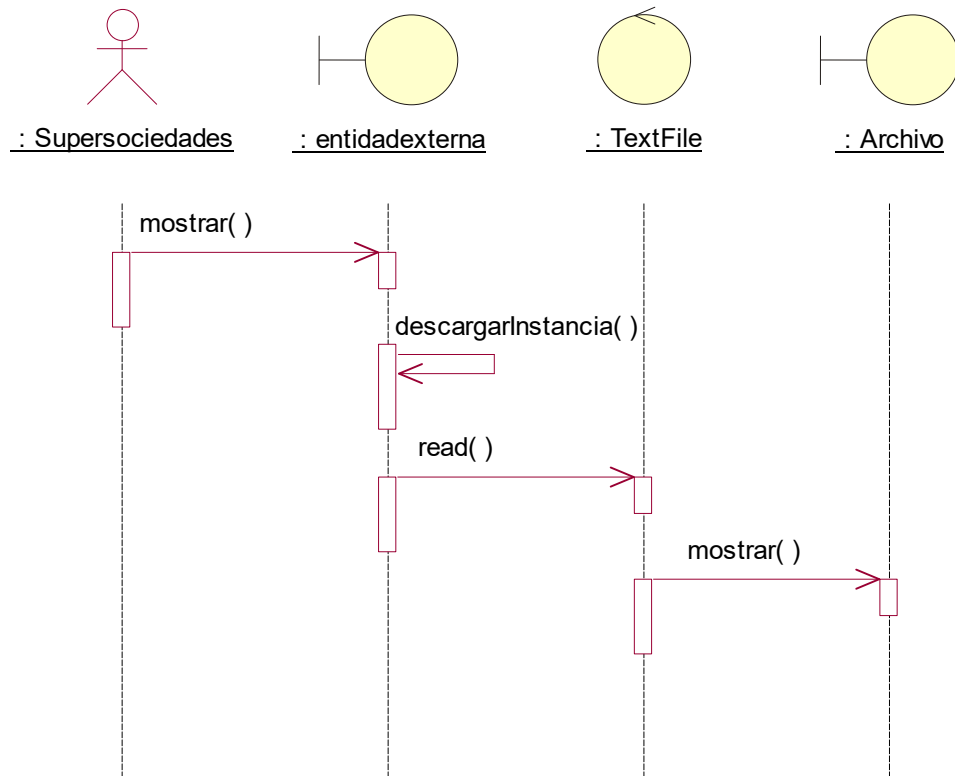 : Supersociedades
: entidadexterna
: TextFile
: Archivo
mostrar( )
descargarInstancia( )
read( )
mostrar( )